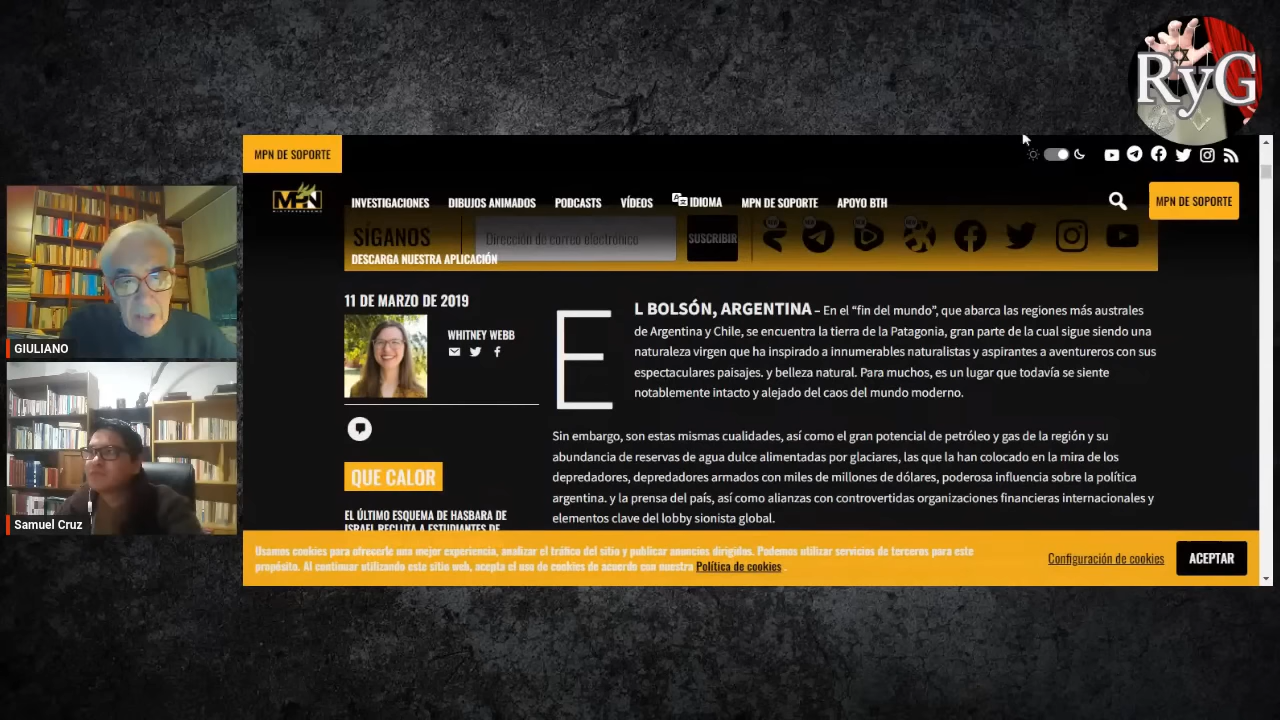 RyG
MPN DE SOPORTE
MPN
INVESTIGACIONES
DIBUJOS ANIMADOS
PODCASTS
VÍDEOS
IDIOMA
MPN DE SOPORTE
APOYO BTH
MPN DE SOPORTE
SÍGANOS
Dirección de correo electrónico
SUSCRIBIR
DESCARGA NUESTRA APLICACIÓN
11 DE MARZO DE 2019
WHITNEY WEBB
EL BOLSÓN, ARGENTINA – En el “fin del mundo”, que abarca las regiones más australes
de Argentina y Chile, se encuentra la tierra de la Patagonia, gran parte de la cual sigue siendo una
naturaleza virgen que ha inspirado a innumerables naturalistas y aspirantes a aventureros con sus
espectaculares paisajes. y belleza natural. Para muchos, es un lugar que todavía se siente
notablemente intacto y alejado del caos del mundo moderno.
Sin embargo, son estas mismas cualidades, así como el gran potencial de petróleo y gas de la región y su
abundancia de reservas de agua dulce alimentadas por glaciares, las que la han colocado en la mira de los
depredadores, depredadores armados con miles de millones de dólares, poderosa influencia sobre la política
argentina. y la prensa del país, así como alianzas con controvertidas organizaciones financieras internacionales y
elementos clave del lobby sionista global.
QUE CALOR
EL ÚLTIMO ESQUEMA DE HASBARA DE
ISRAEL RECLUTA A ESTUDIANTES DE
Usamos cookies para ofrecerle una mejor experiencia, analizar el tráfico del sitio y publicar anuncios dirigidos. Podemos utilizar servicios de terceros para este
propósito. Al continuar utilizando este sitio web, acepta el uso de cookies de acuerdo con nuestra Política de cookies .
Configuración de cookies
ACEPTAR
GIULIANO
Samuel Cruz